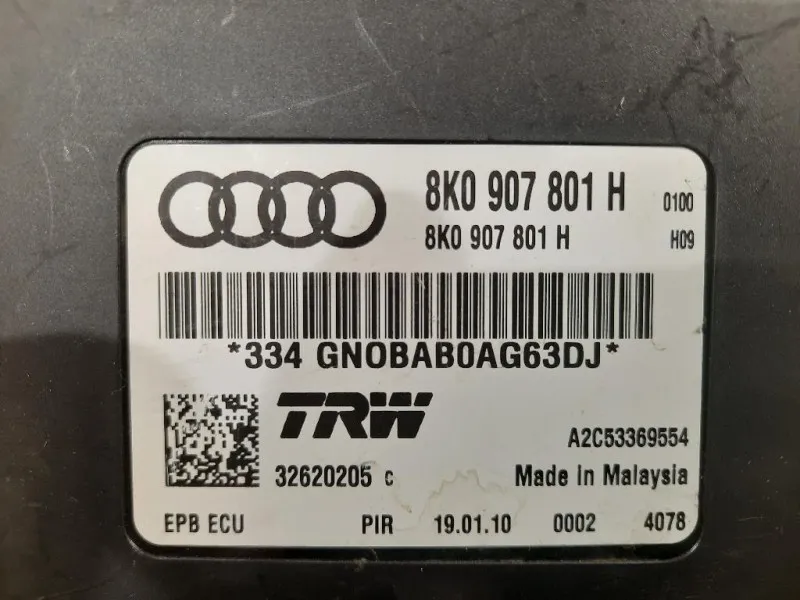 8K0 907 801 H 0100
8K0 907 801 H H09
*334 GN0BAB0AG63DJ*
TRW
A2C53369554
32620205 c Made in Malaysia
EPB ECU PIR 19.01.10 0002 4078